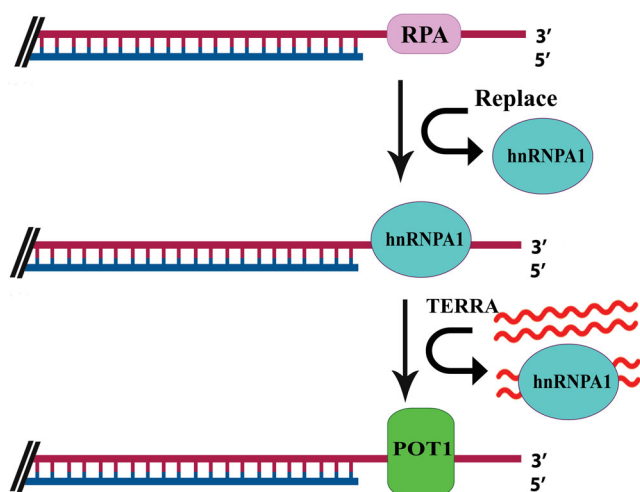 RPA
3′
5′
Replace
hnRNPA1
hnRNPA1
3′
5′
TERRA
hnRNPA1
POT1
3′
5′